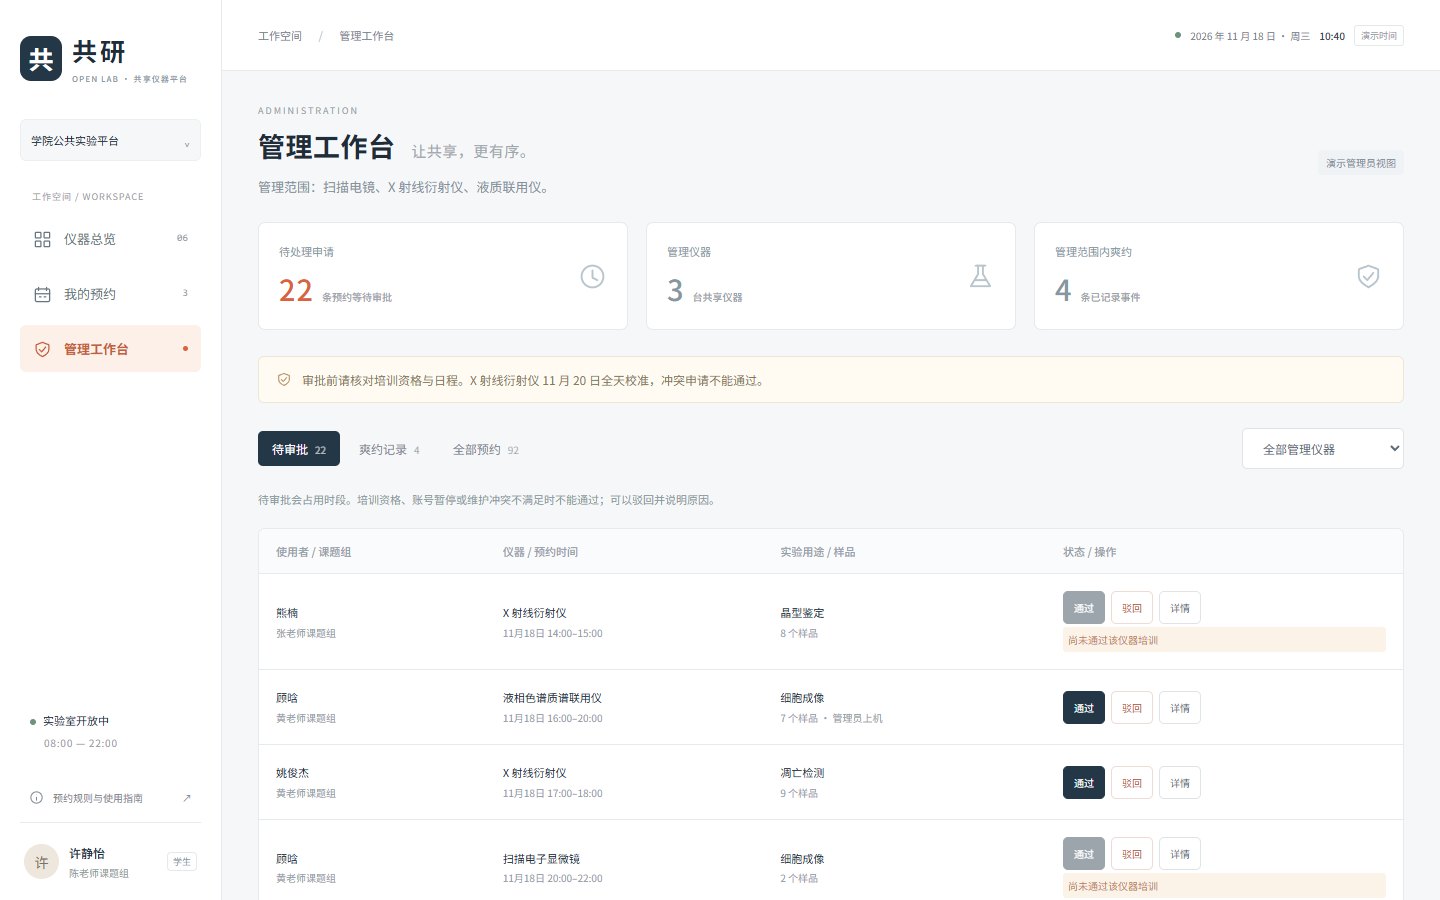 共
共研
OPEN LAB · 共享仪器平台
学院公共实验平台
工作空间 / WORKSPACE
仪器总览 06
我的预约 3
管理工作台
实验室开放中
08:00 — 22:00
预约规则与使用指南 ↗
许
许静怡
陈老师课题组
学生
工作空间 / 管理工作台
2026 年 11 月 18 日 · 周三 10:40 演示时间
ADMINISTRATION
管理工作台 让共享，更有序。
管理范围：扫描电镜、X 射线衍射仪、液质联用仪。
演示管理员视图
待处理申请
22 条预约等待审批
管理仪器
3 台共享仪器
管理范围内爽约
4 条已记录事件
审批前请核对培训资格与日程。X 射线衍射仪 11 月 20 日全天校准，冲突申请不能通过。
待审批 22 爽约记录 4 全部预约 92
全部管理仪器
待审批会占用时段。培训资格、账号暂停或维护冲突不满足时不能通过；可以驳回并说明原因。
使用者 / 课题组 仪器 / 预约时间 实验用途 / 样品 状态 / 操作
熊楠 X 射线衍射仪 晶型鉴定
张老师课题组 11月18日 14:00–15:00 8 个样品
通过 驳回 详情
尚未通过该仪器培训
顾晗 液相色谱质谱联用仪 细胞成像
黄老师课题组 11月18日 16:00–20:00 7 个样品 · 管理员上机
通过 驳回 详情
姚俊杰 X 射线衍射仪 凋亡检测
黄老师课题组 11月18日 17:00–18:00 9 个样品
通过 驳回 详情
顾晗 扫描电子显微镜 细胞成像
黄老师课题组 11月18日 20:00–22:00 2 个样品
通过 驳回 详情
尚未通过该仪器培训